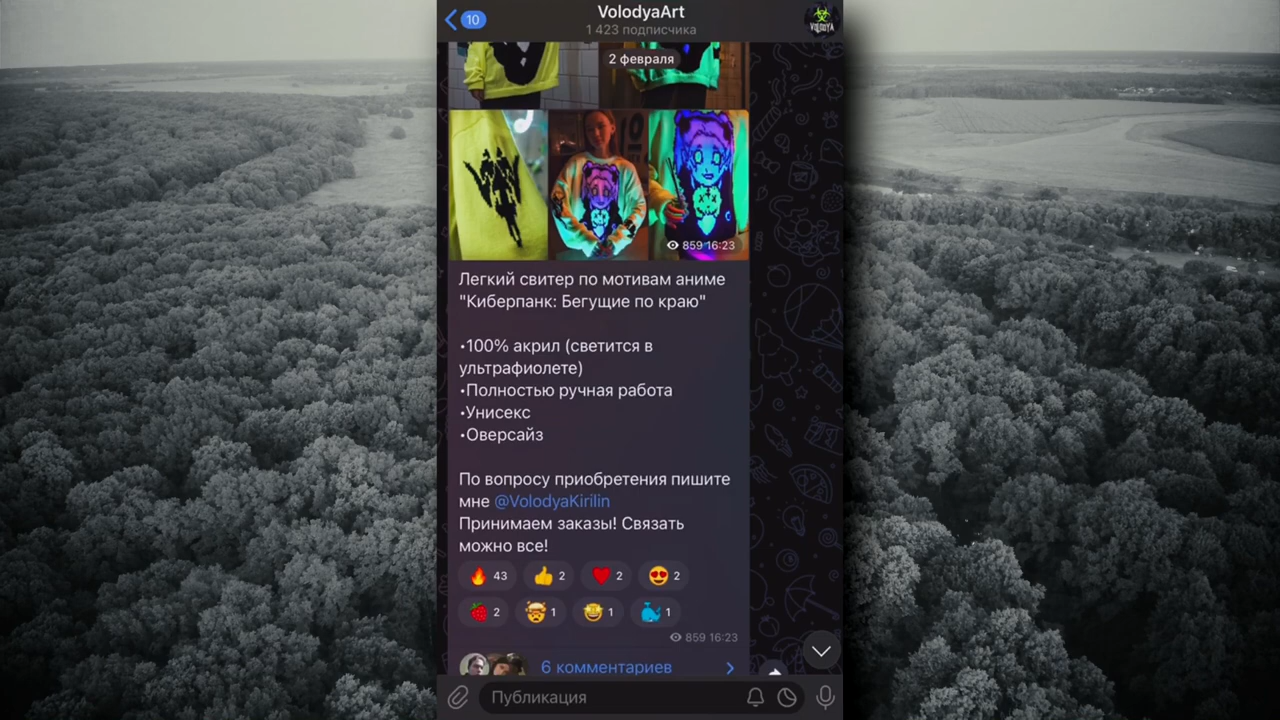 10
VolodyaArt
1 423 подписчика
VOLODYA
2 февраля
859 16:23
Легкий свитер по мотивам аниме
"Киберпанк: Бегущие по краю"
•100% акрил (светится в
ультрафиолете)
•Полностью ручная работа
•Унисекс
•Оверсайз
По вопросу приобретения пишите
мне @VolodyaKirilin
Принимаем заказы! Связать
можно все!
43 2 2 2
2 1 1 1
859 16:23
6 комментариев
Публикация